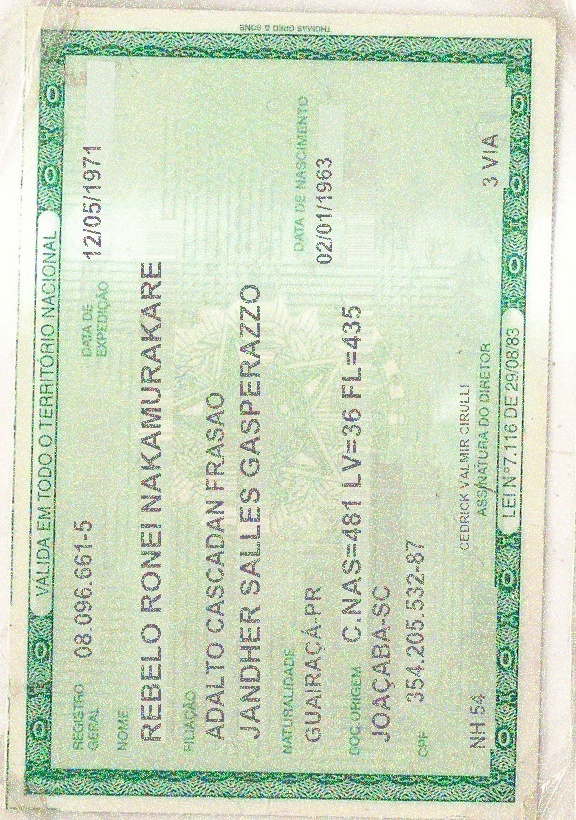 THOMAS GREG & SONS
VÁLIDA EM TODO O TERRITÓRIO NACIONAL
REGISTRO GERAL 08.096.661-5 DATA DE EXPEDIÇÃO 12/05/1971
NOME
REBELO RONEI NAKAMURAKARE
FILIAÇÃO
ADALTO CASCADAN FRASAO
JANDHER SALLES GASPERAZZO
NATURALIDADE DATA DE NASCIMENTO
GUAIRAÇÁ-PR 02/01/1963
DOC ORIGEM C.NAS=481 LV=36 FL=435
JOAÇABA-SC
CPF 354.205.532-87
CEDRICK VALMIR CIRULLI
NH 54 ASSINATURA DO DIRETOR 3 VIA
LEI Nº 7.116 DE 29/08/83